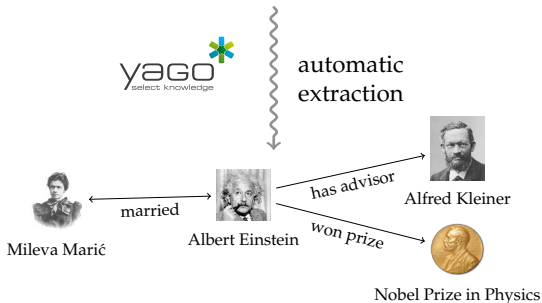 yago
select knowledge
automatic
extraction
married
has advisor
won prize
Mileva Marić
Albert Einstein
Alfred Kleiner
Nobel Prize in Physics